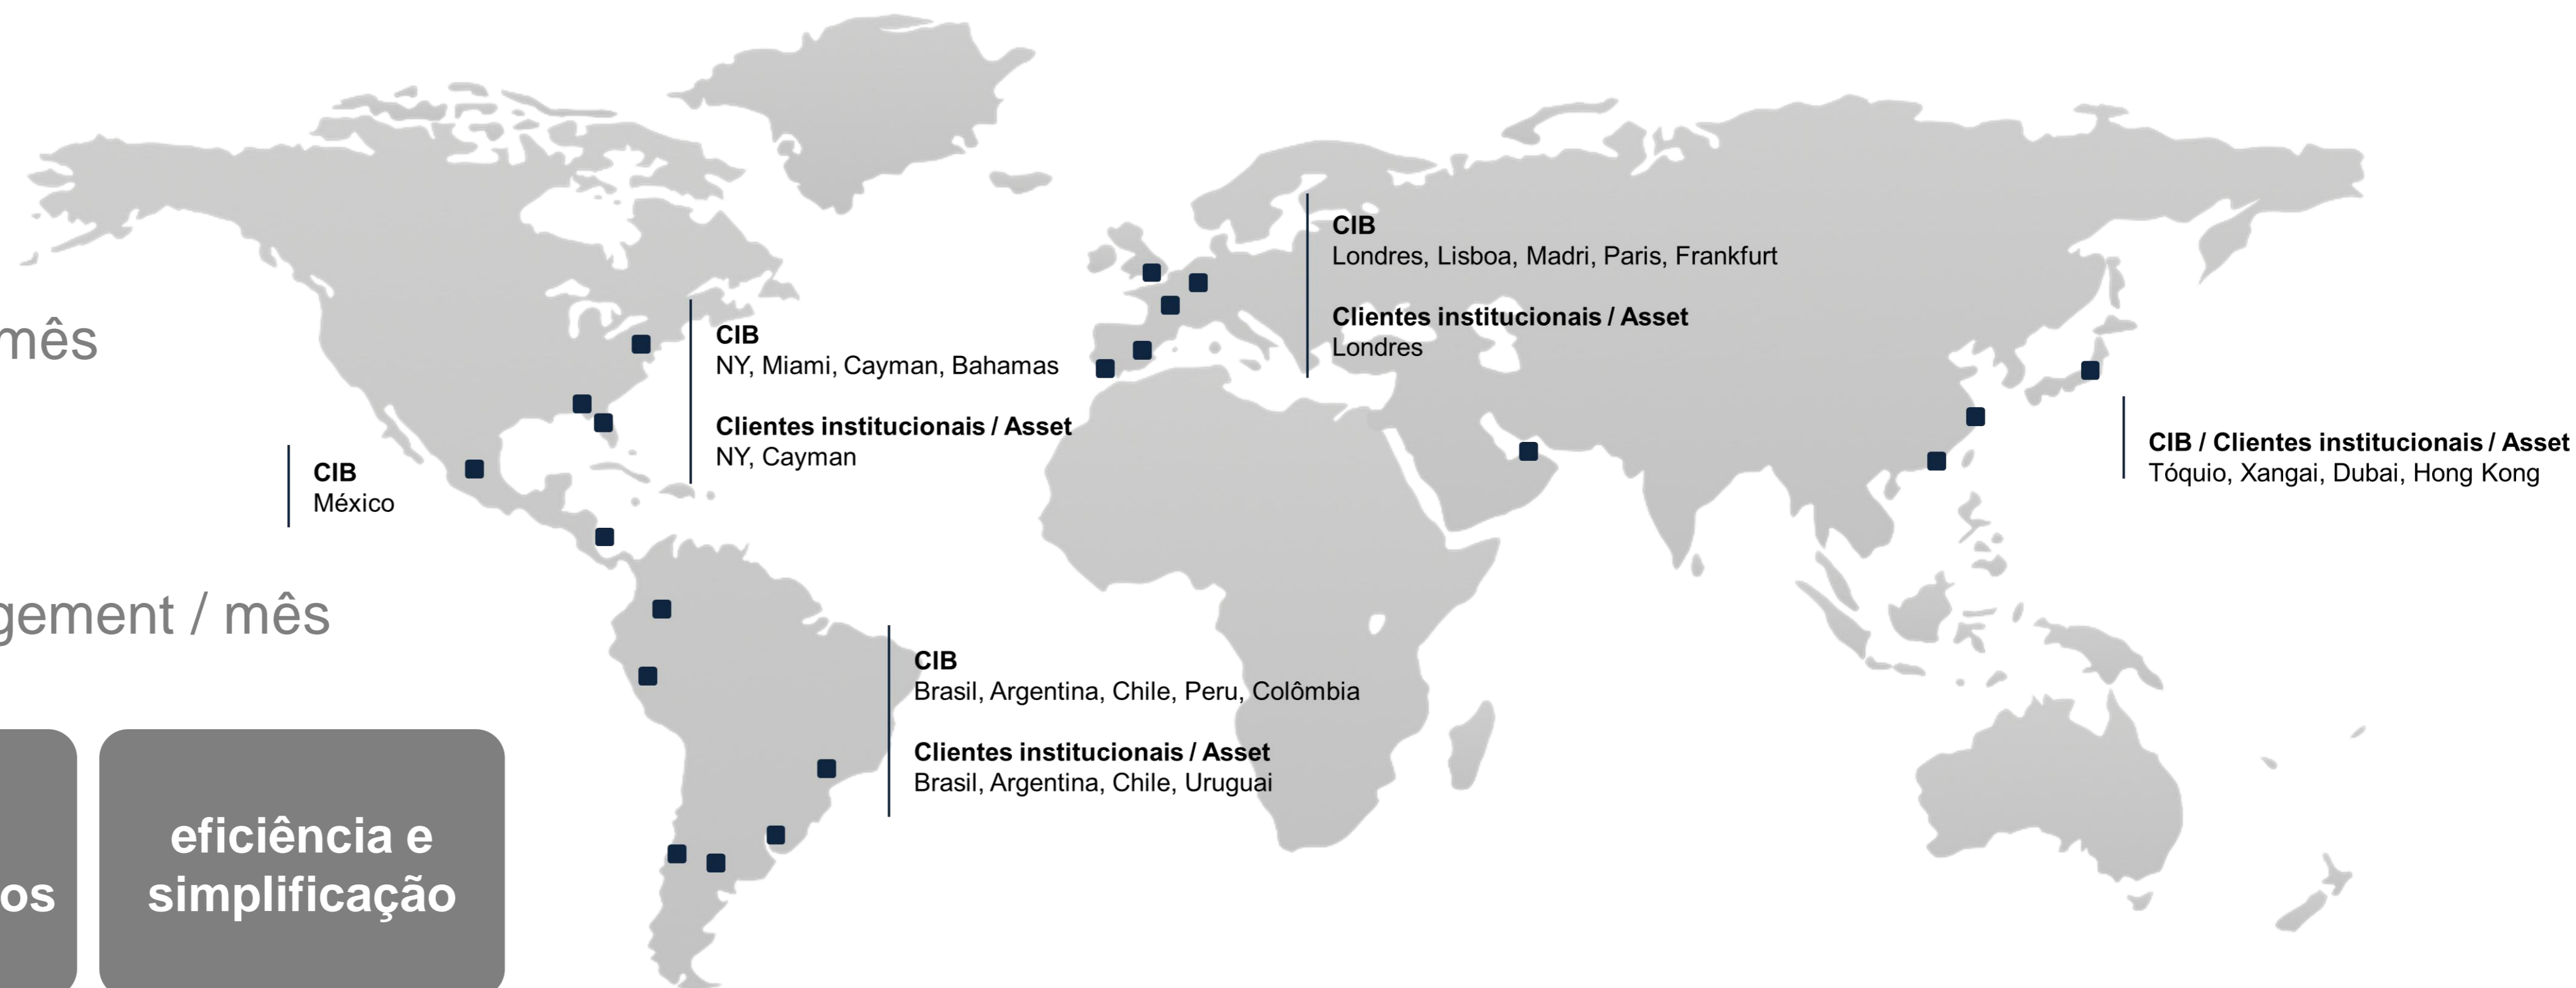 mês
gement / mês
os
eficiência e
simplificação
CIB
México
CIB
NY, Miami, Cayman, Bahamas
Clientes institucionais / Asset
NY, Cayman
CIB
Brasil, Argentina, Chile, Peru, Colômbia
Clientes institucionais / Asset
Brasil, Argentina, Chile, Uruguai
CIB
Londres, Lisboa, Madri, Paris, Frankfurt
Clientes institucionais / Asset
Londres
CIB / Clientes institucionais / Asset
Tóquio, Xangai, Dubai, Hong Kong